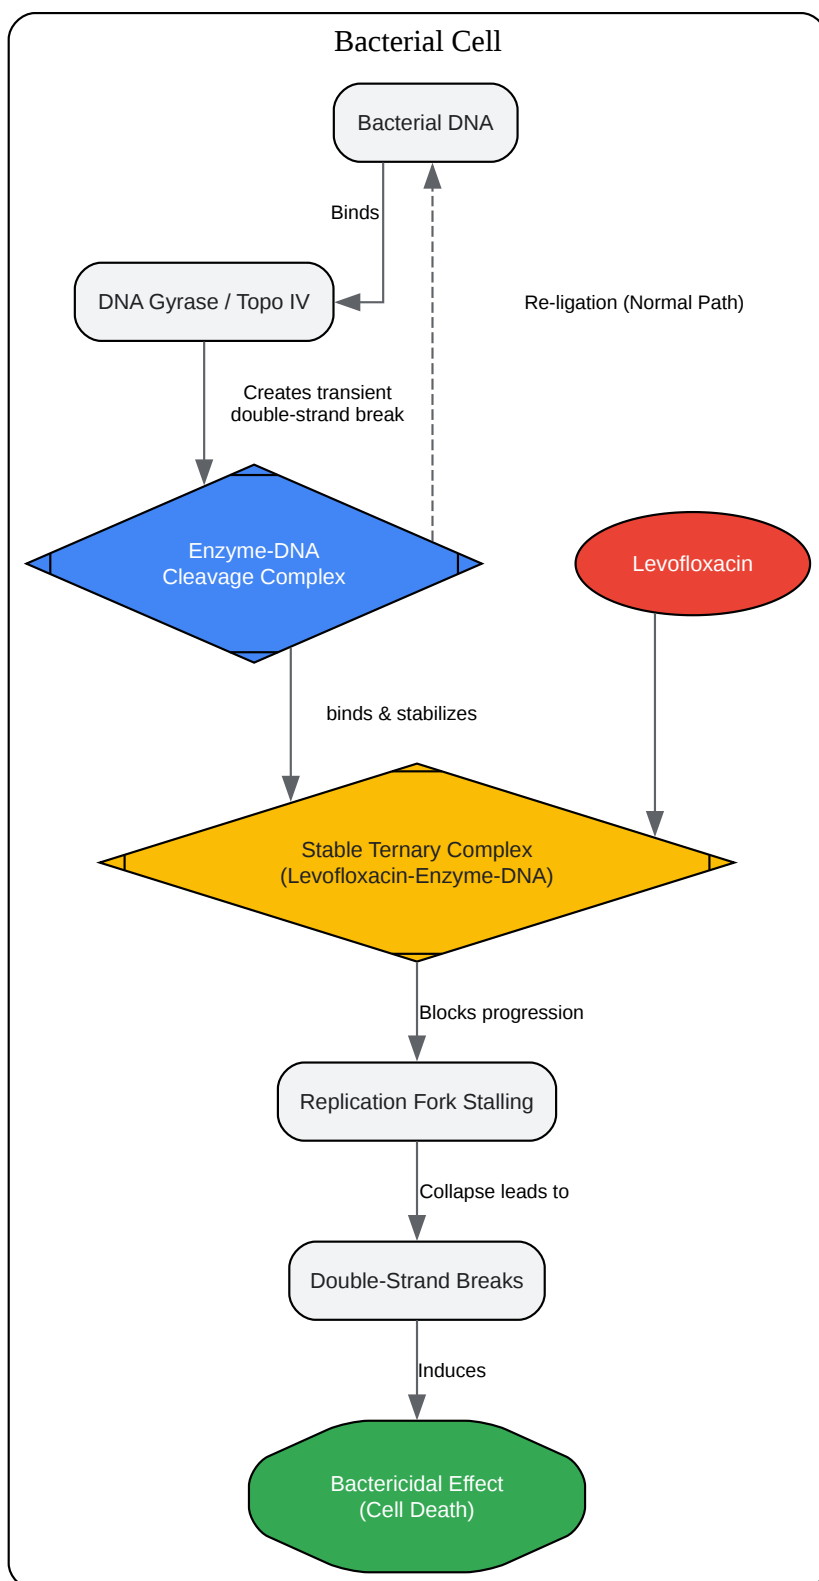 Bacterial Cell
Bacterial DNA
Binds
DNA Gyrase / Topo IV
Re-ligation (Normal Path)
Creates transient
double-strand break
Enzyme-DNA
Cleavage Complex
Levofloxacin
binds & stabilizes
Stable Ternary Complex
(Levofloxacin-Enzyme-DNA)
Blocks progression
Replication Fork Stalling
Collapse leads to
Double-Strand Breaks
Induces
Bactericidal Effect
(Cell Death)